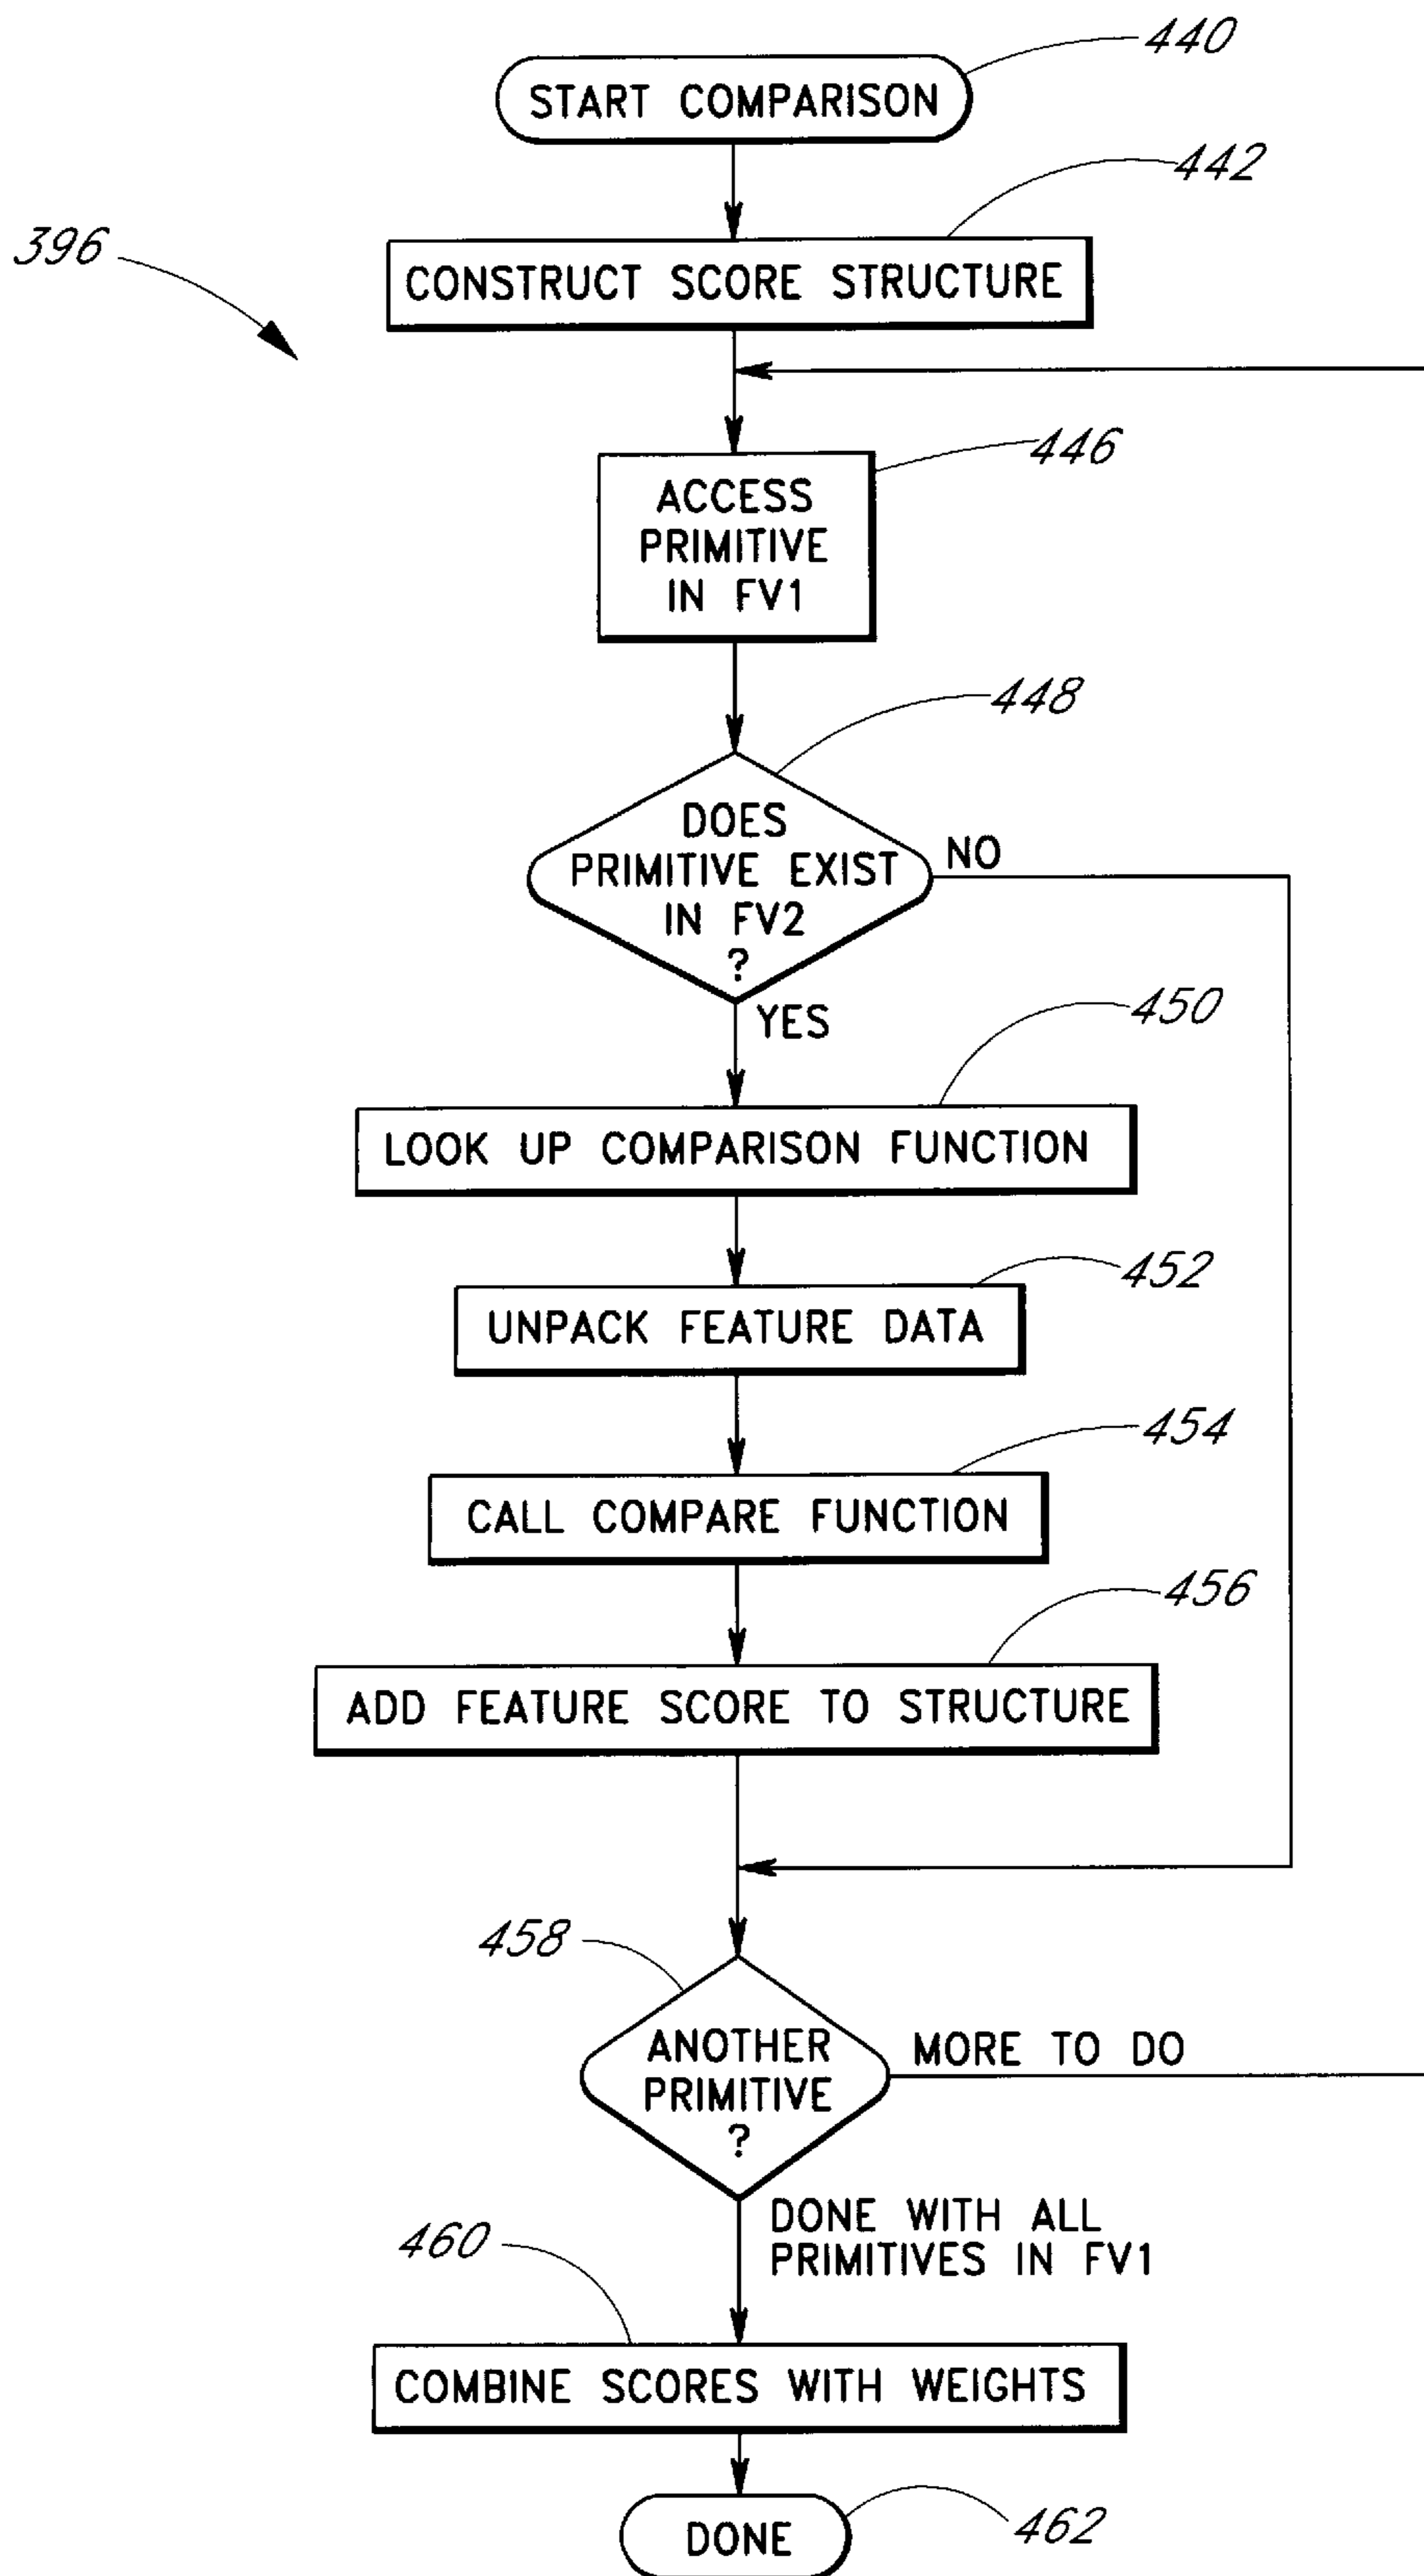 440
START COMPARISON
442
396
CONSTRUCT SCORE STRUCTURE
446
ACCESS
PRIMITIVE
IN FV1
448
DOES
PRIMITIVE EXIST
IN FV2
?
NO
YES
450
LOOK UP COMPARISON FUNCTION
452
UNPACK FEATURE DATA
454
CALL COMPARE FUNCTION
456
ADD FEATURE SCORE TO STRUCTURE
458
ANOTHER
PRIMITIVE
?
MORE TO DO
DONE WITH ALL
PRIMITIVES IN FV1
460
COMBINE SCORES WITH WEIGHTS
DONE
462